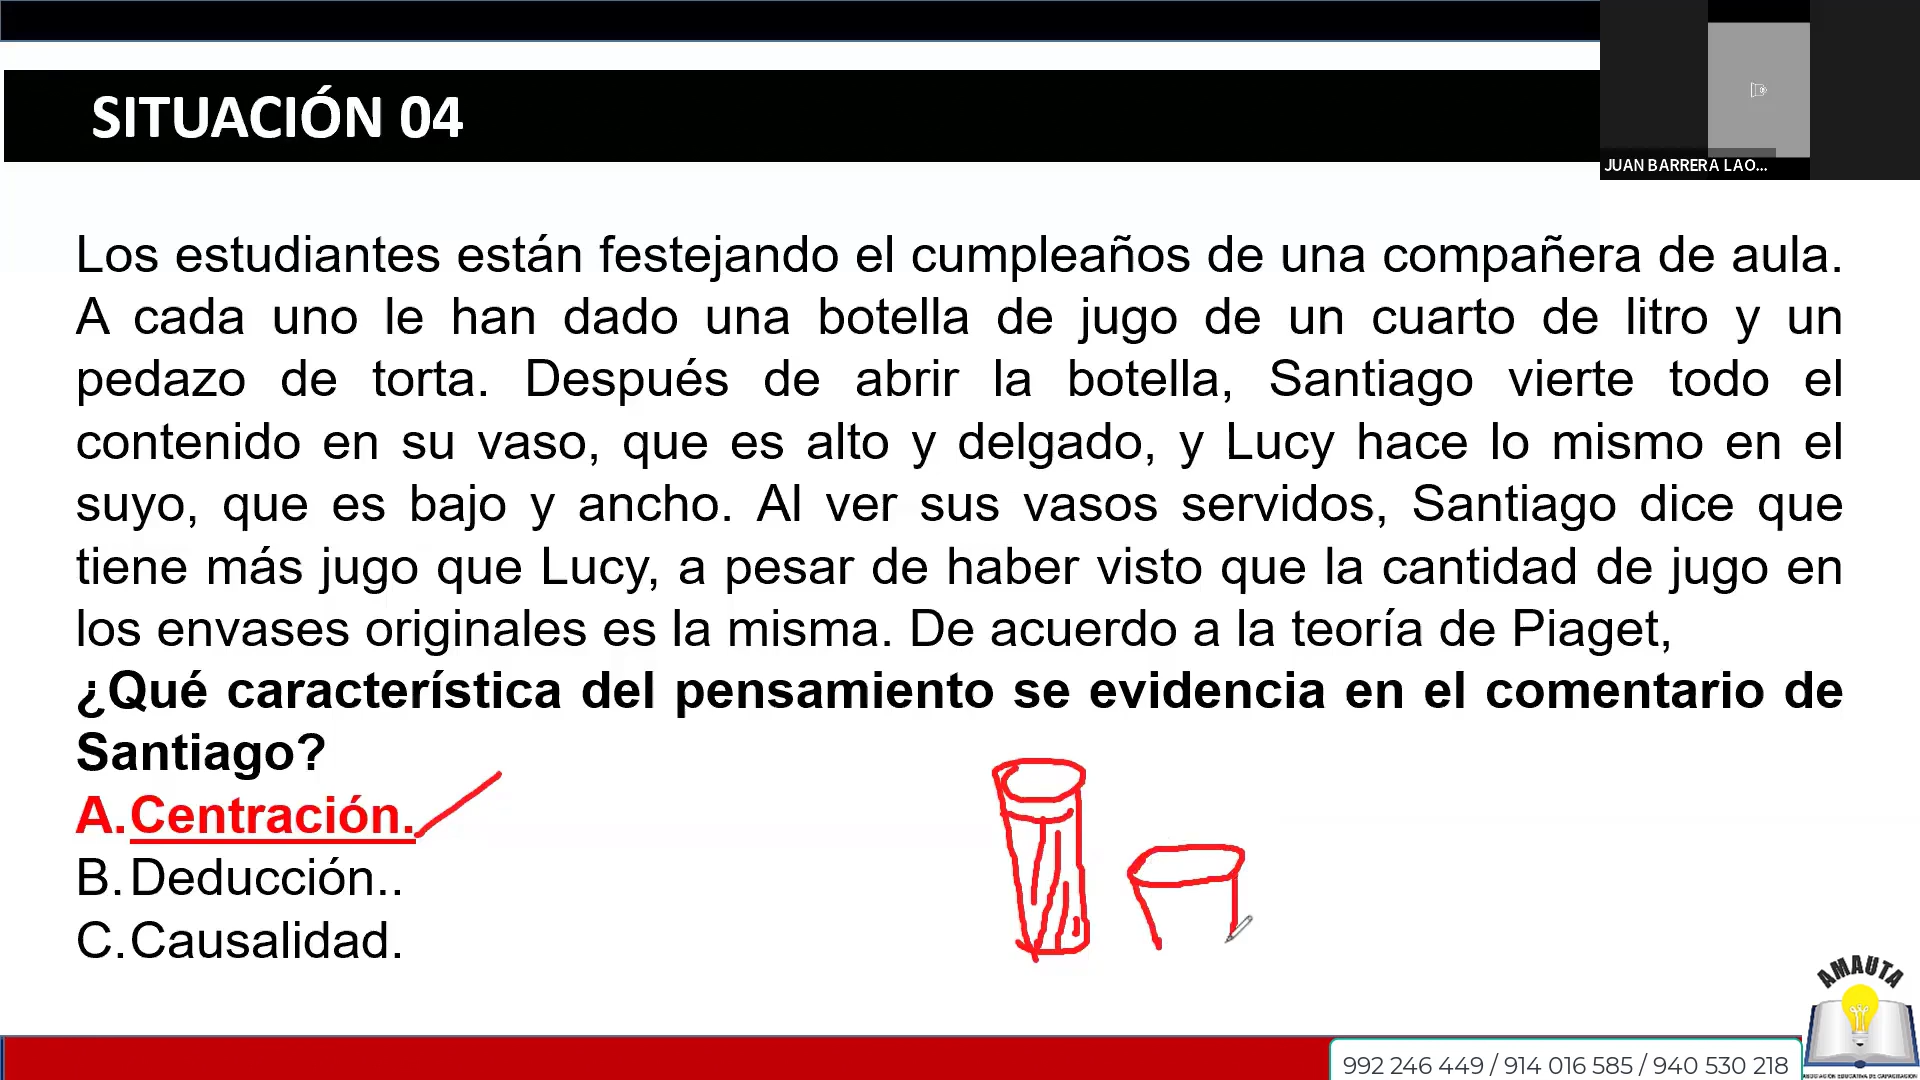 SITUACIÓN 04
JUAN BARRERA LAO...
Los estudiantes están festejando el cumpleaños de una compañera de aula.
A cada uno le han dado una botella de jugo de un cuarto de litro y un
pedazo de torta. Después de abrir la botella, Santiago vierte todo el
contenido en su vaso, que es alto y delgado, y Lucy hace lo mismo en el
suyo, que es bajo y ancho. Al ver sus vasos servidos, Santiago dice que
tiene más jugo que Lucy, a pesar de haber visto que la cantidad de jugo en
los envases originales es la misma. De acuerdo a la teoría de Piaget,
¿Qué característica del pensamiento se evidencia en el comentario de
Santiago?
A.Centración.
B.Deducción..
C.Causalidad.
AMAUTA
ASOCIACIÓN EDUCATIVA DE CAPACITACIÓN
992 246 449 / 914 016 585 / 940 530 218